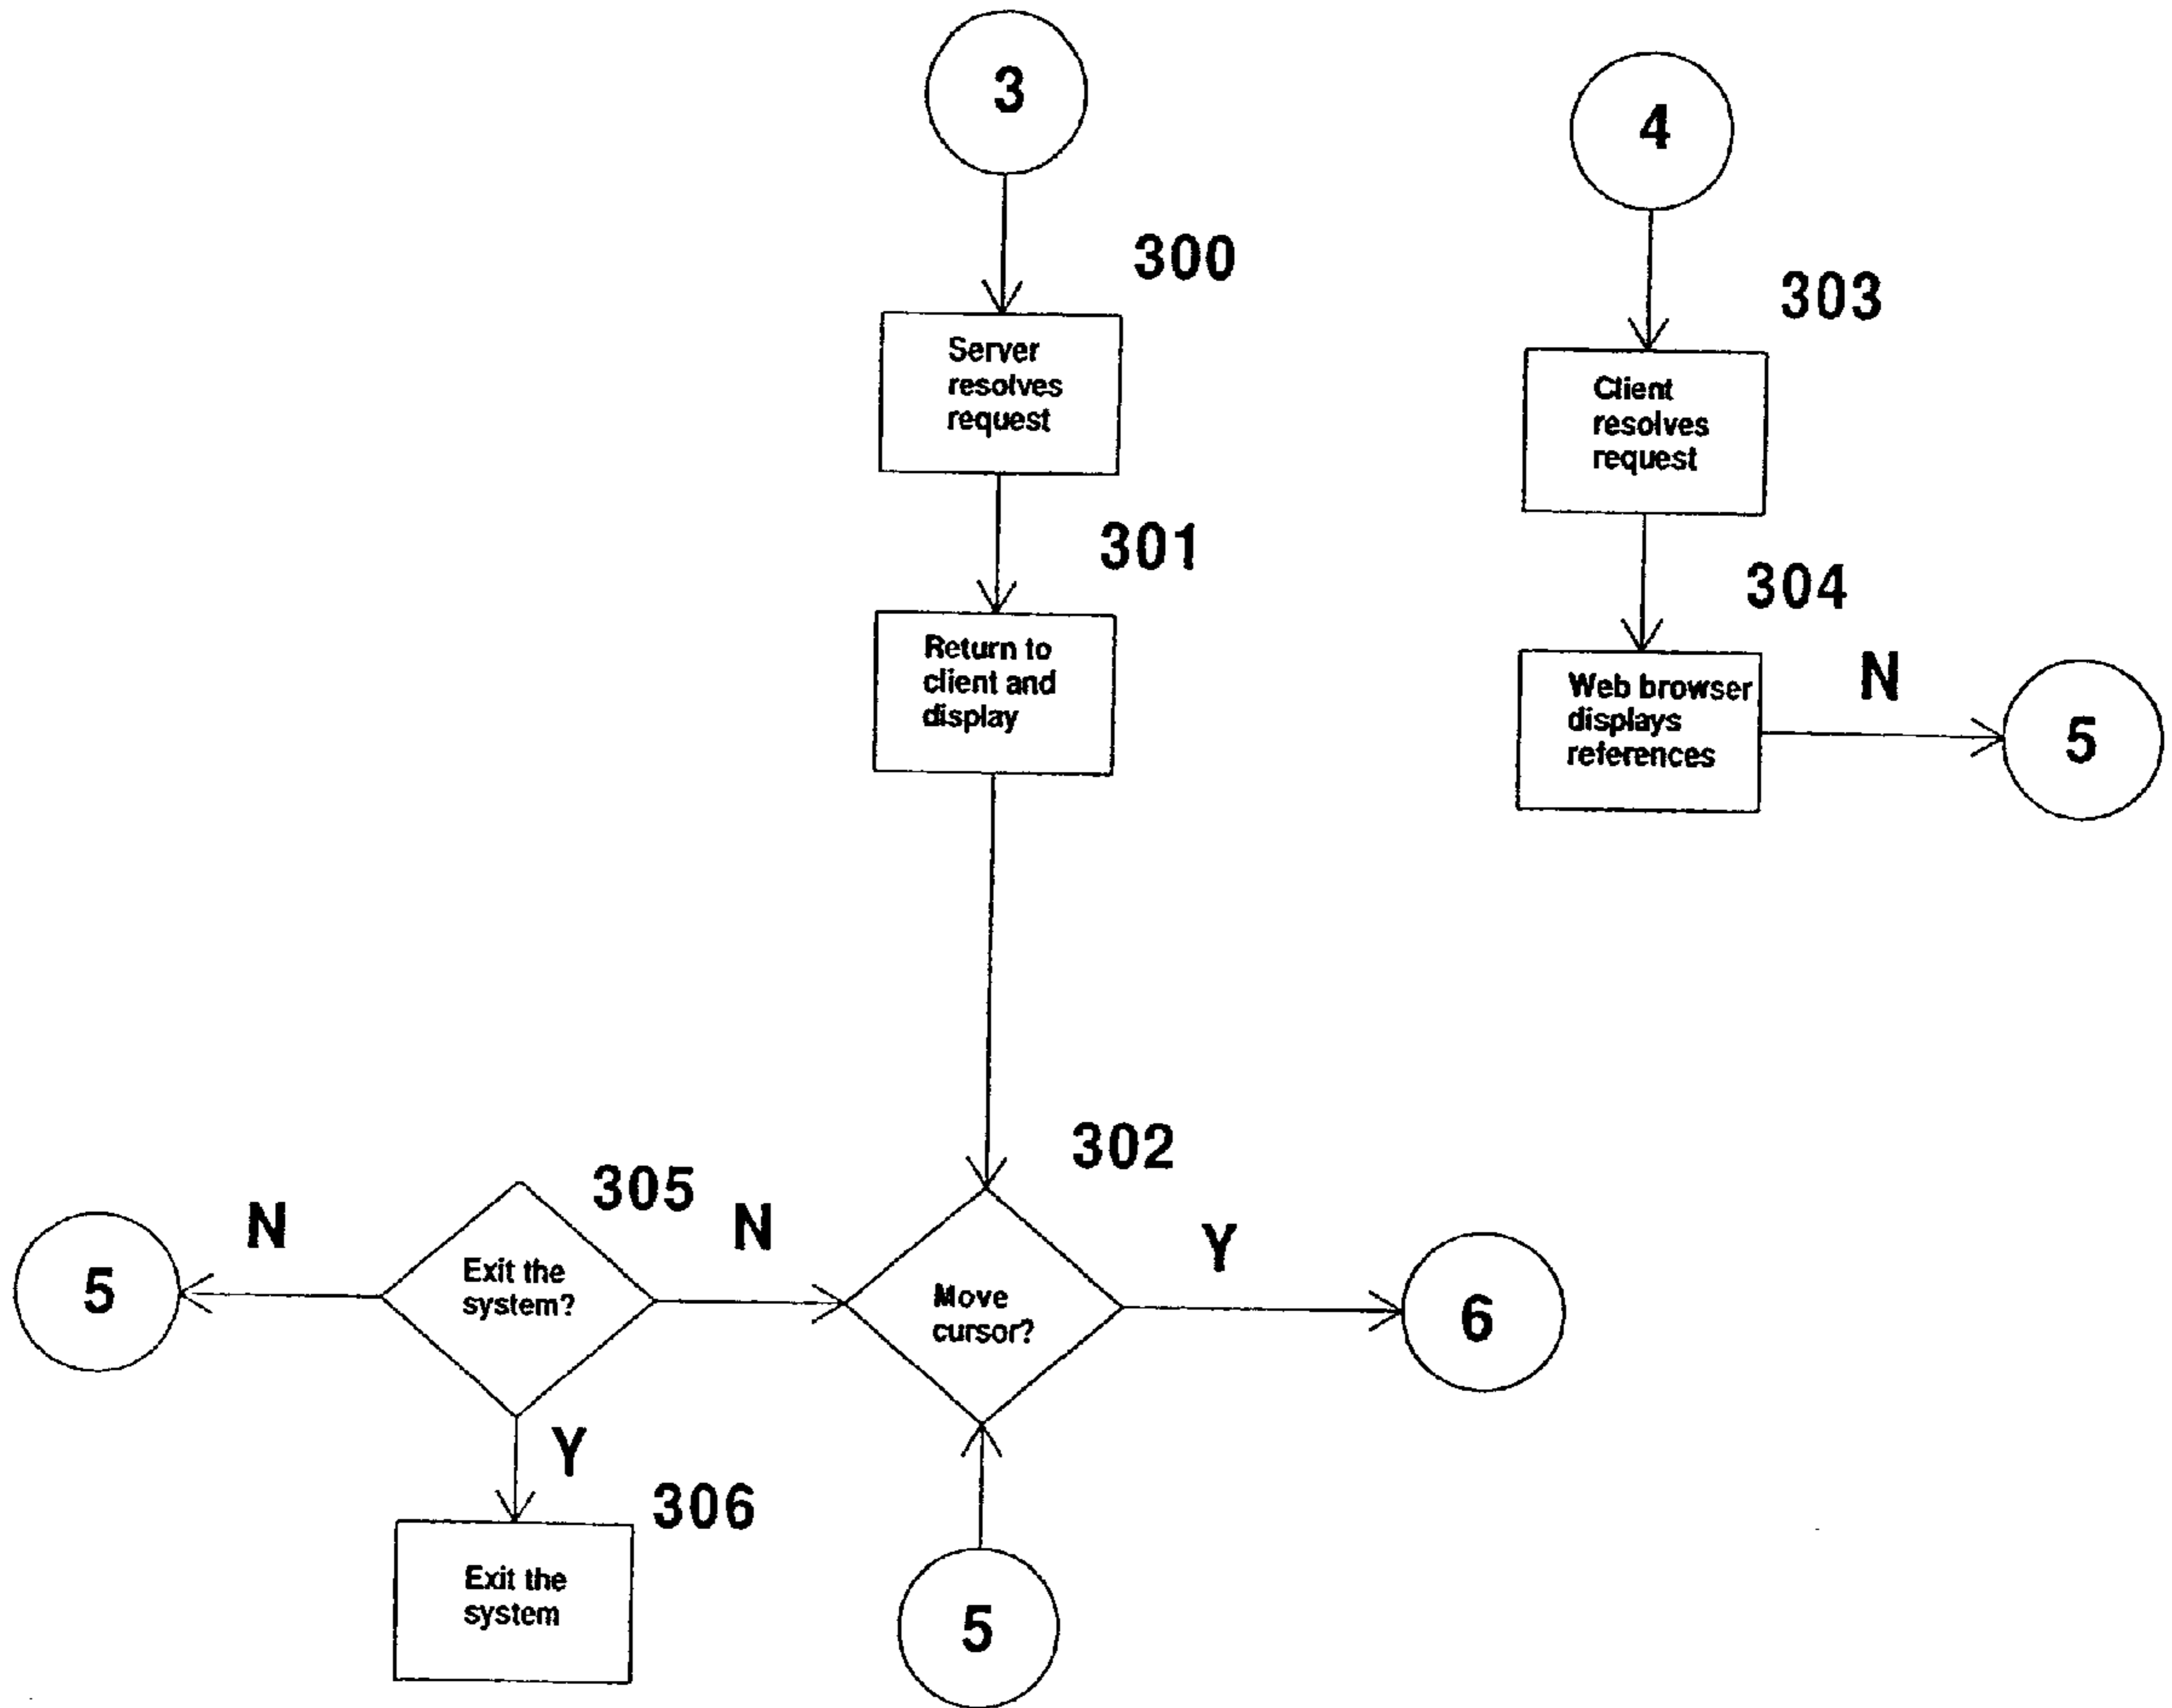 3
4
300
303
Server
resolves
request
Client
resolves
request
301
304
Return to
client and
display
Web browser
displays
references
N
5
302
305
N
N
Y
5
Exit the
system?
Move
cursor?
6
Y
306
Exit the
system
5